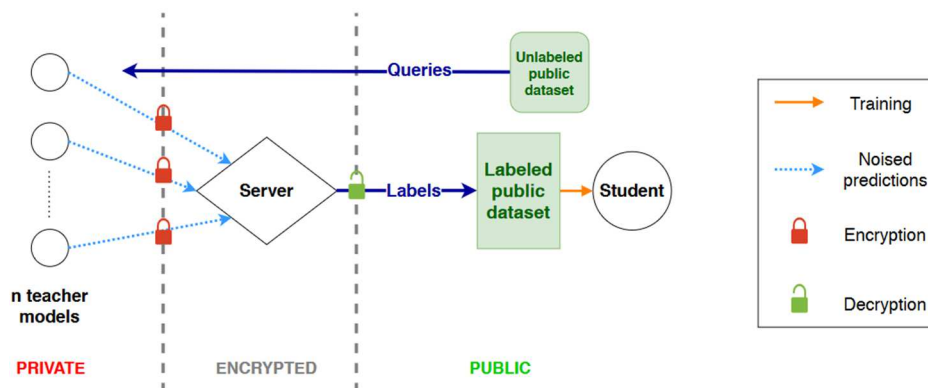 Queries
Unlabeled
public
dataset
Server
Labels
Labeled
public
dataset
Student
n teacher
models
PRIVATE
ENCRYPTED
PUBLIC
Training
Noised
predictions
Encryption
Decryption